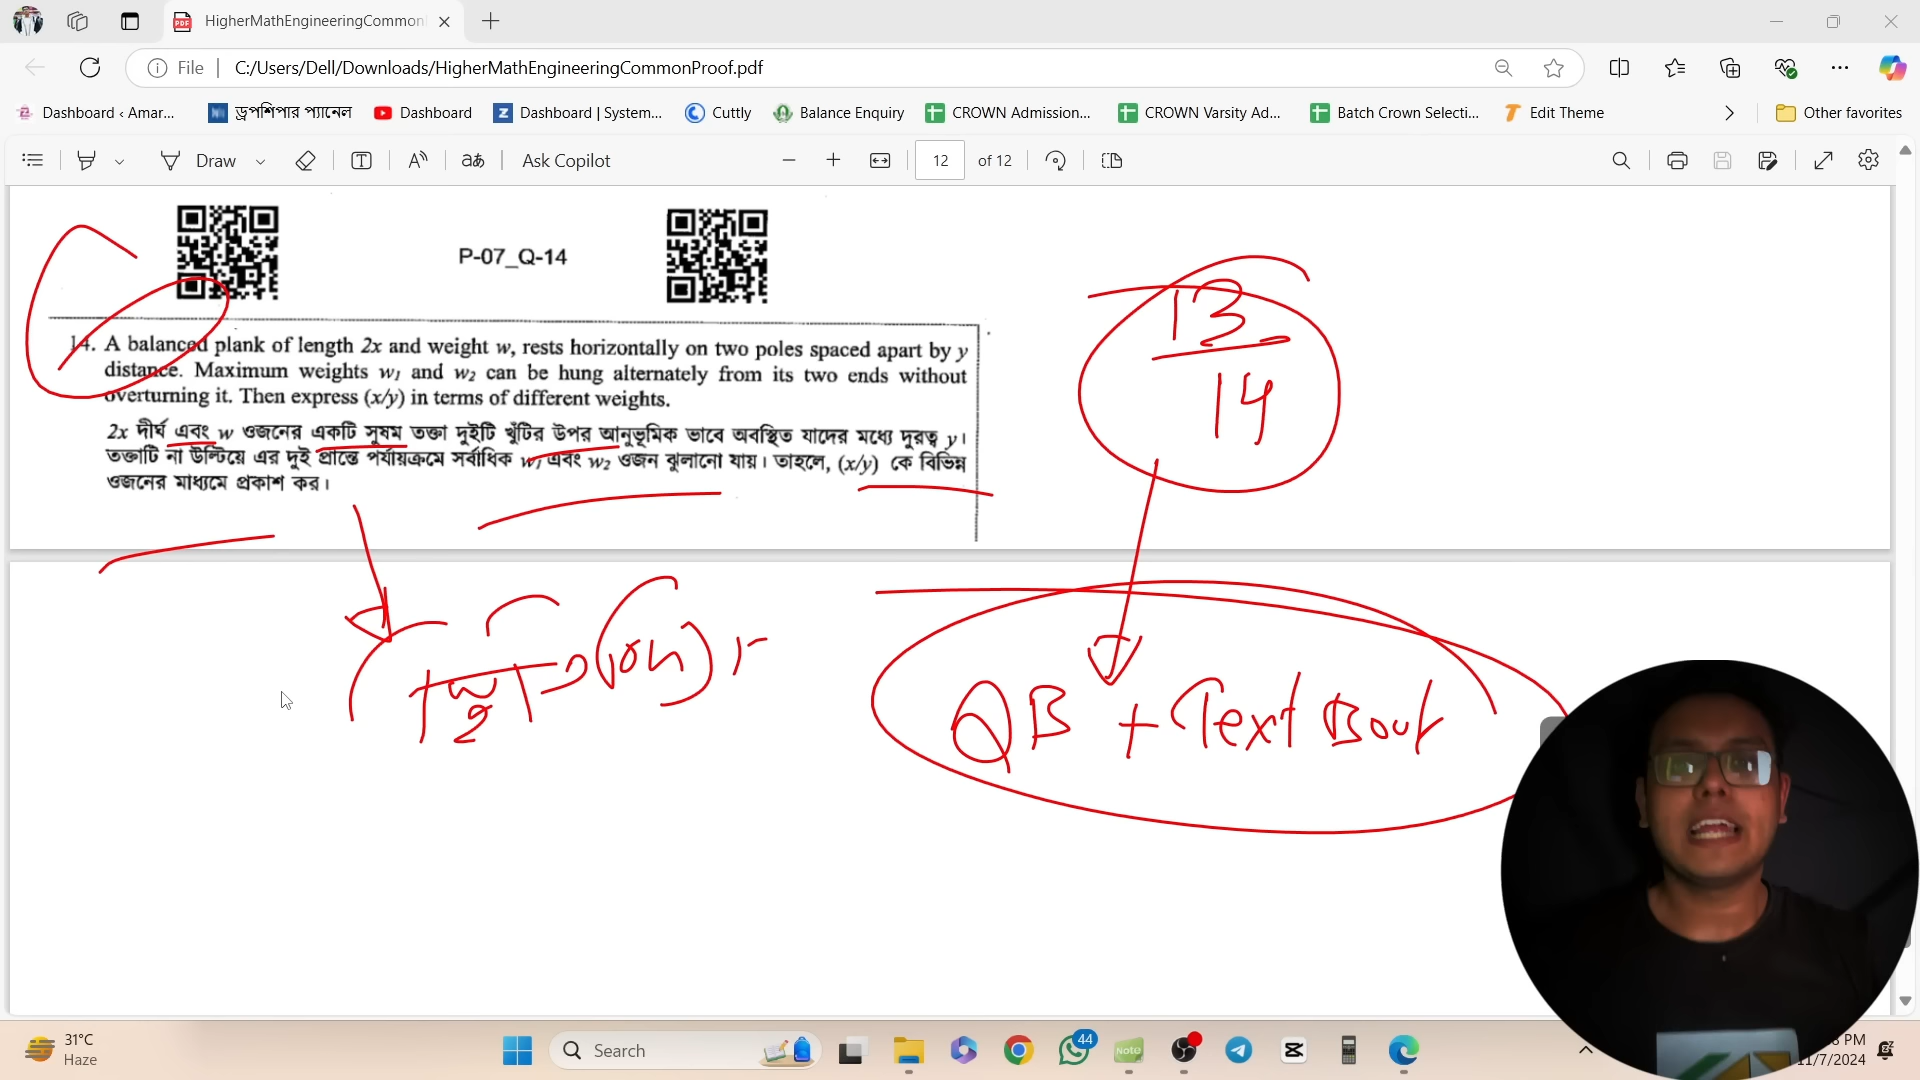 HigherMathEngineeringCommon
File
C:/Users/Dell/Downloads/HigherMathEngineeringCommonProof.pdf
Dashboard ‹ Amar...
ড্রপশিপার প্যানেল
Dashboard
Dashboard | System...
Cuttly
Balance Enquiry
CROWN Admission...
CROWN Varsity Ad...
Batch Crown Selecti...
Edit Theme
Other favorites
Draw
Ask Copilot
12
of 12
P-07_Q-14
14. A balanced plank of length 2x and weight w, rests horizontally on two poles spaced apart by y
distance. Maximum weights w₁ and w₂ can be hung alternately from its two ends without
overturning it. Then express (x/y) in terms of different weights.
2x দীর্ঘ এবং w ওজনের একটি সুষম তক্তা দুইটি খুঁটির উপর আনুভূমিক ভাবে অবস্থিত যাদের মধ্যে দুরত্ব y।
তক্তাটি না উল্টিয়ে এর দুই প্রান্তে পর্যায়ক্রমে সর্বাধিক w₁ এবং w₂ ওজন ঝুলানো যায়। তাহলে, (x/y) কে বিভিন্ন
ওজনের মাধ্যমে প্রকাশ কর।
13
14
QB + Text Book
31°C
Haze
Search
44
PM
11/7/2024